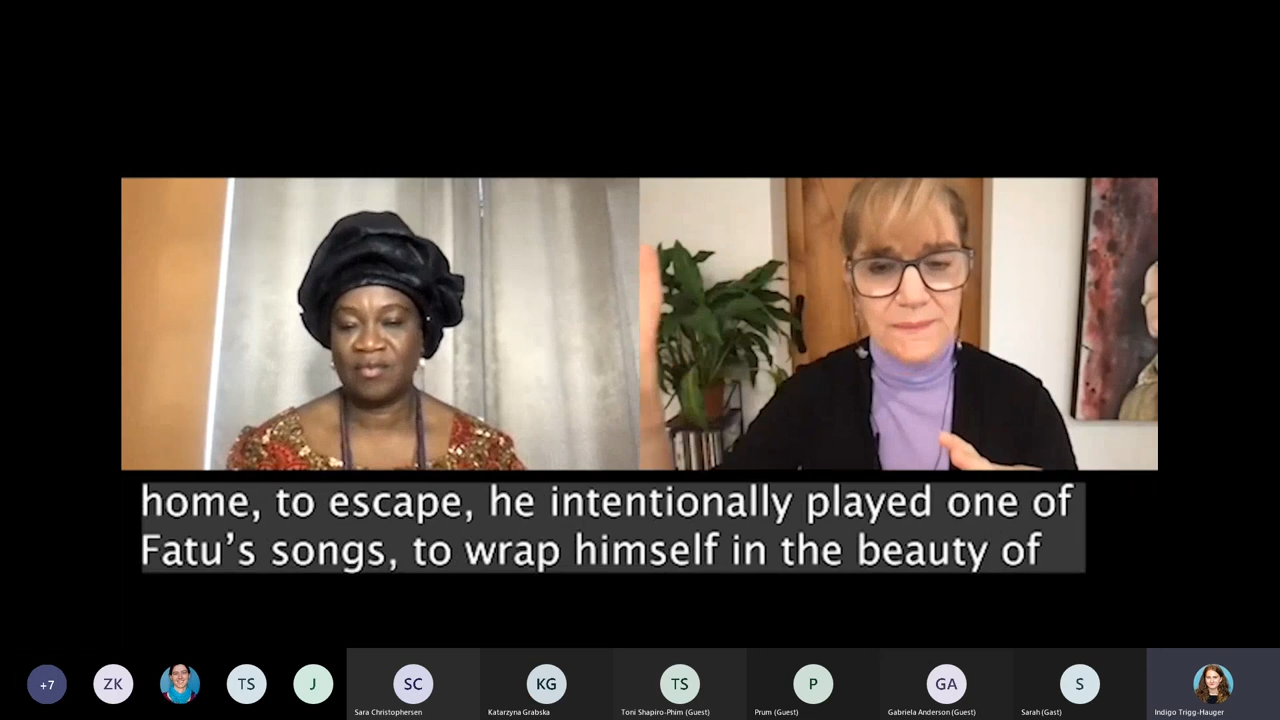 home, to escape, he intentionally played one of
Fatu’s songs, to wrap himself in the beauty of
+7
ZK
TS
J
SC
KG
TS
P
GA
S
Sara Christophersen
Katarzyna Grabska
Toni Shapiro-Phim (Guest)
Prum (Guest)
Gabriela Anderson (Guest)
Sarah (Gast)
Indigo Trigg-Hauger